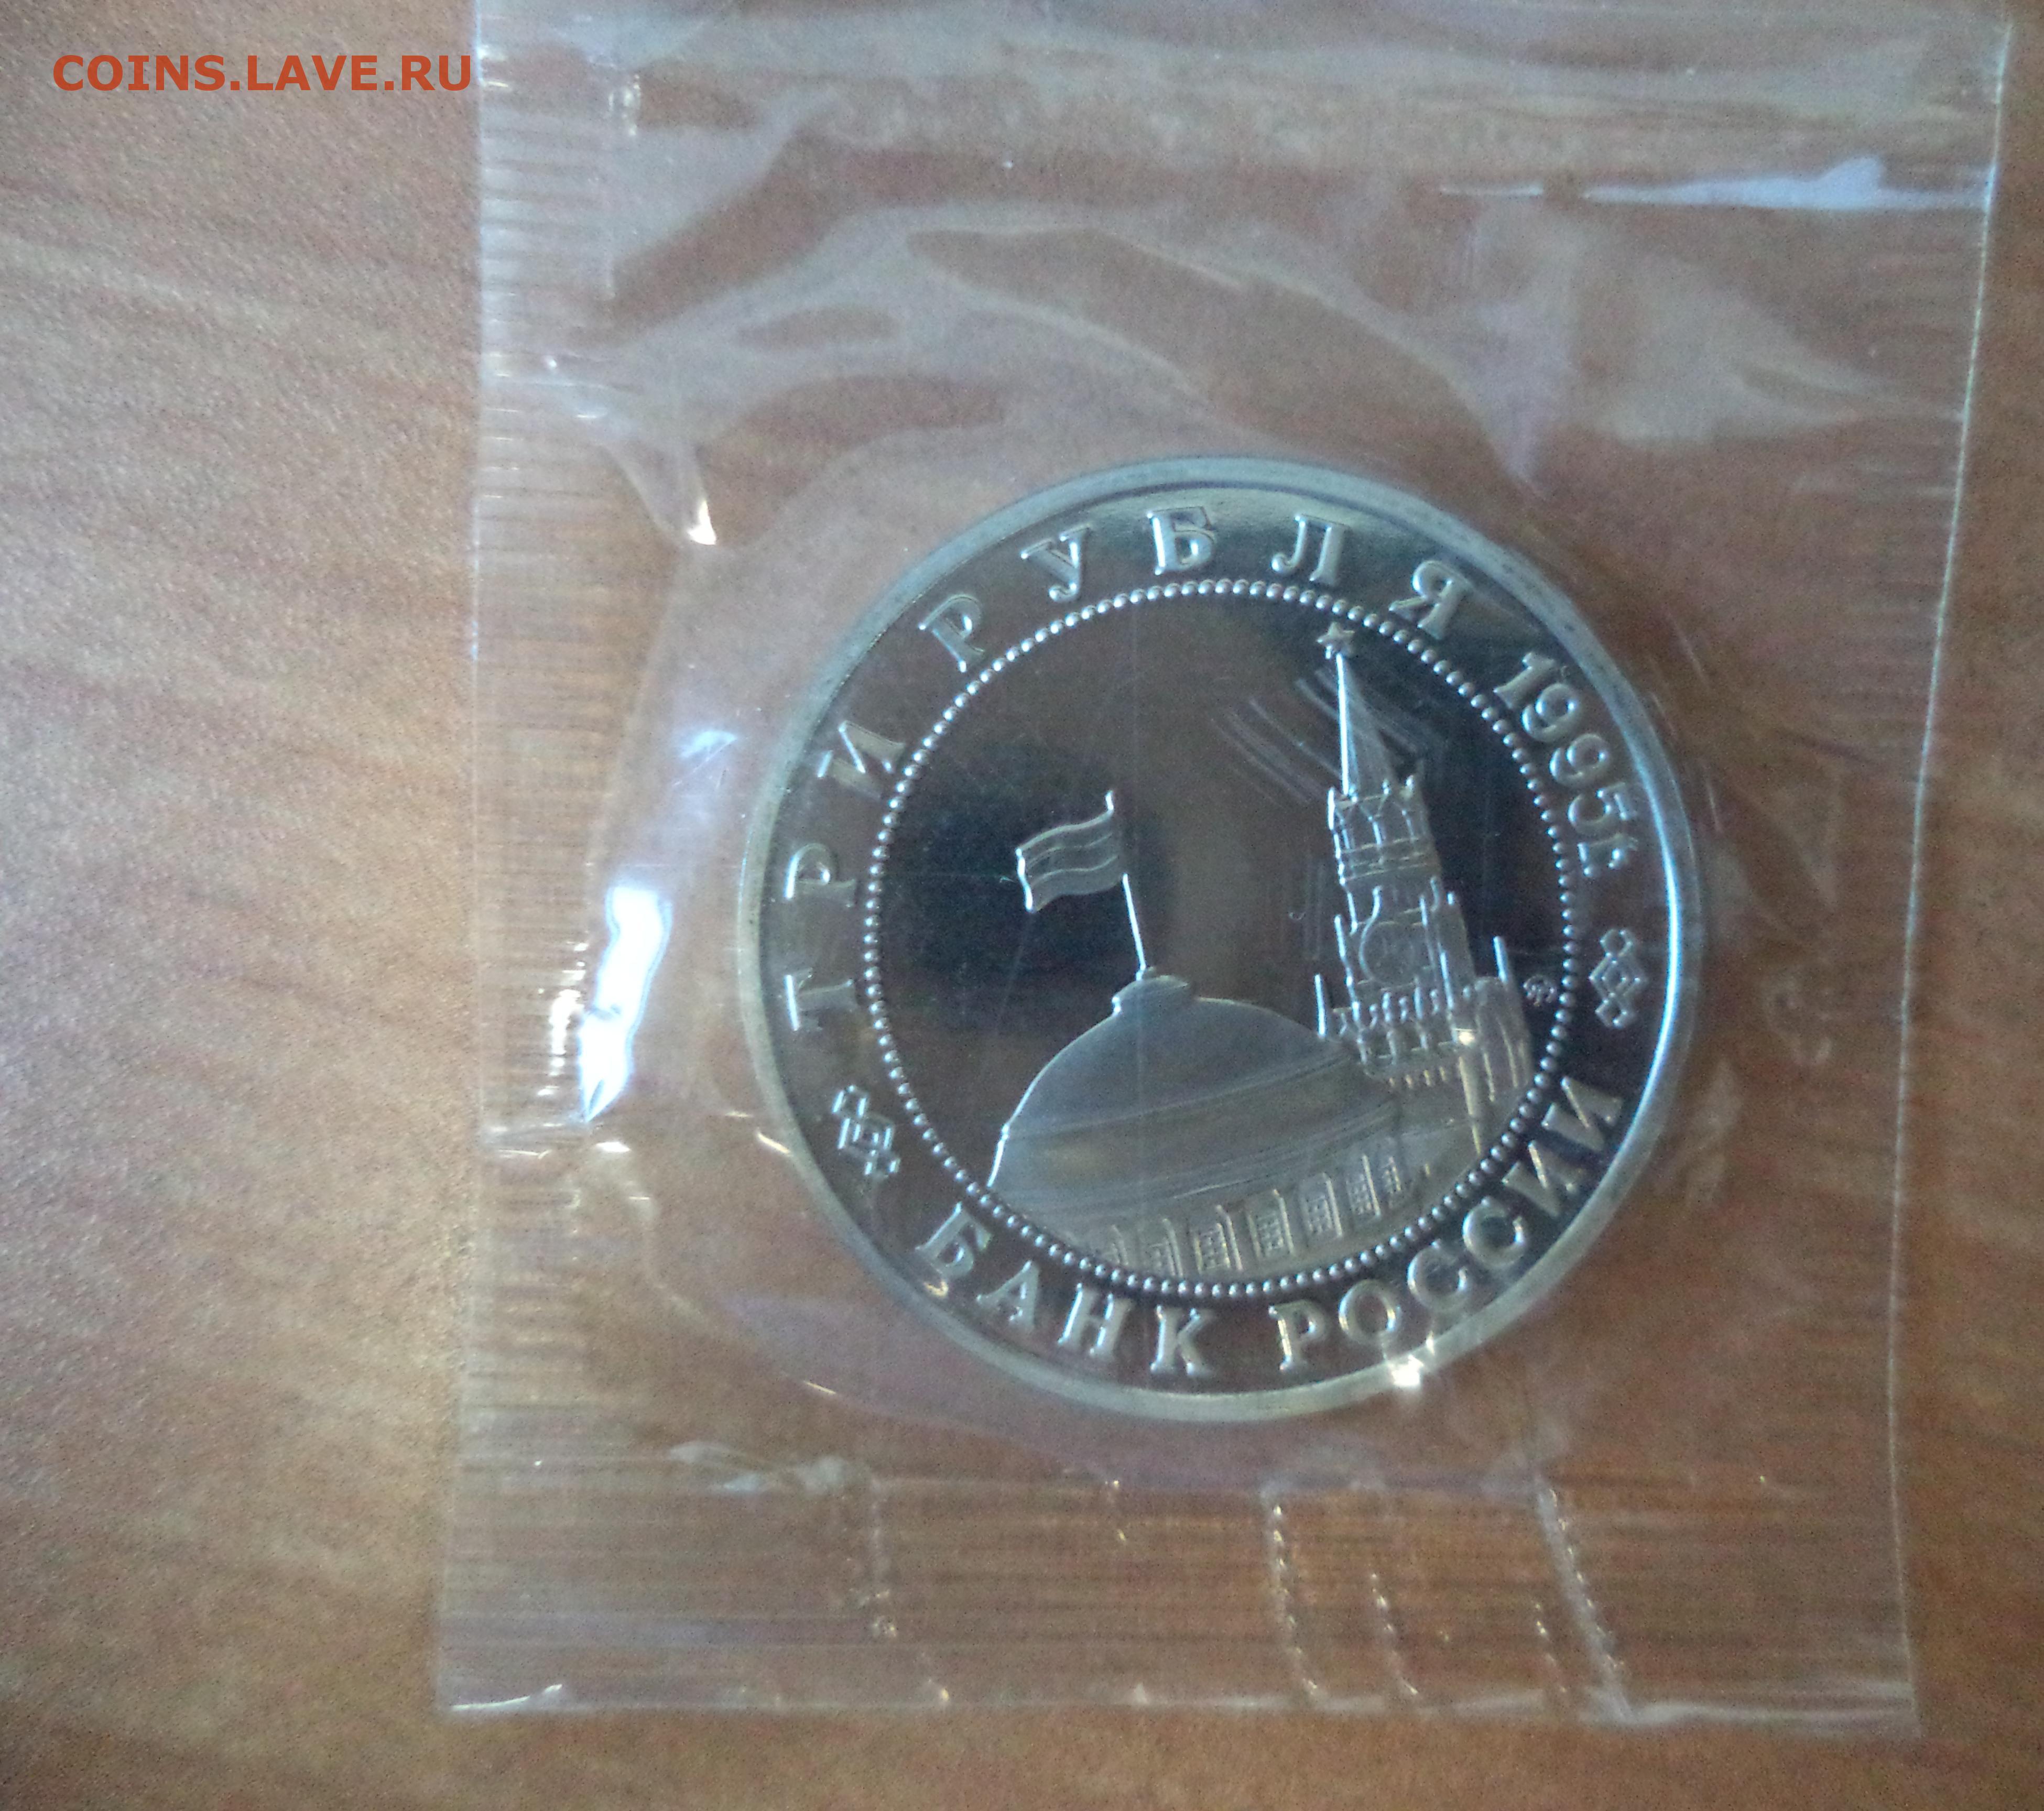 COINS.LAVE.RU
ТРИ РУБЛЯ 1995г.
БАНК РОССИИ